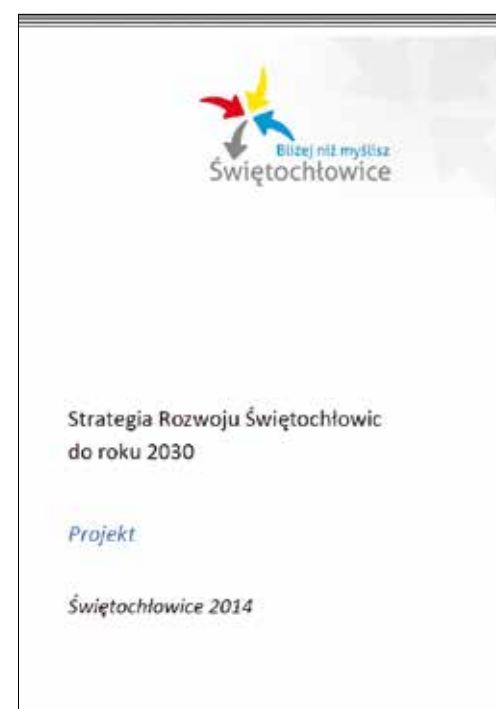 Bliżej niż myślisz
Świętochłowice
Strategia Rozwoju Świętochłowic
do roku 2030
Projekt
Świętochłowice 2014